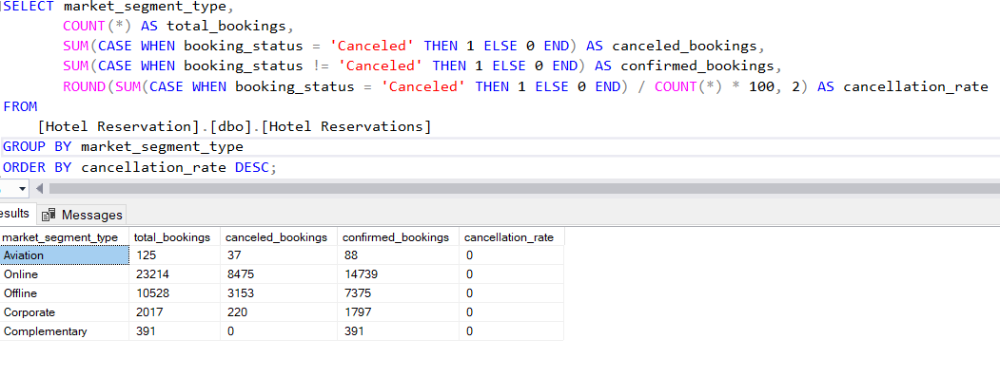 SELECT market_segment_type,
COUNT(*) AS total_bookings,
SUM(CASE WHEN booking_status = 'Canceled' THEN 1 ELSE 0 END) AS canceled_bookings,
SUM(CASE WHEN booking_status != 'Canceled' THEN 1 ELSE 0 END) AS confirmed_bookings,
ROUND(SUM(CASE WHEN booking_status = 'Canceled' THEN 1 ELSE 0 END) / COUNT(*) * 100, 2) AS cancellation_rate
FROM
[Hotel Reservation].[dbo].[Hotel Reservations]
GROUP BY market_segment_type
ORDER BY cancellation_rate DESC;
esults Messages
market_segment_type total_bookings canceled_bookings confirmed_bookings cancellation_rate
Aviation 125 37 88 0
Online 23214 8475 14739 0
Offline 10528 3153 7375 0
Corporate 2017 220 1797 0
Complementary 391 0 391 0